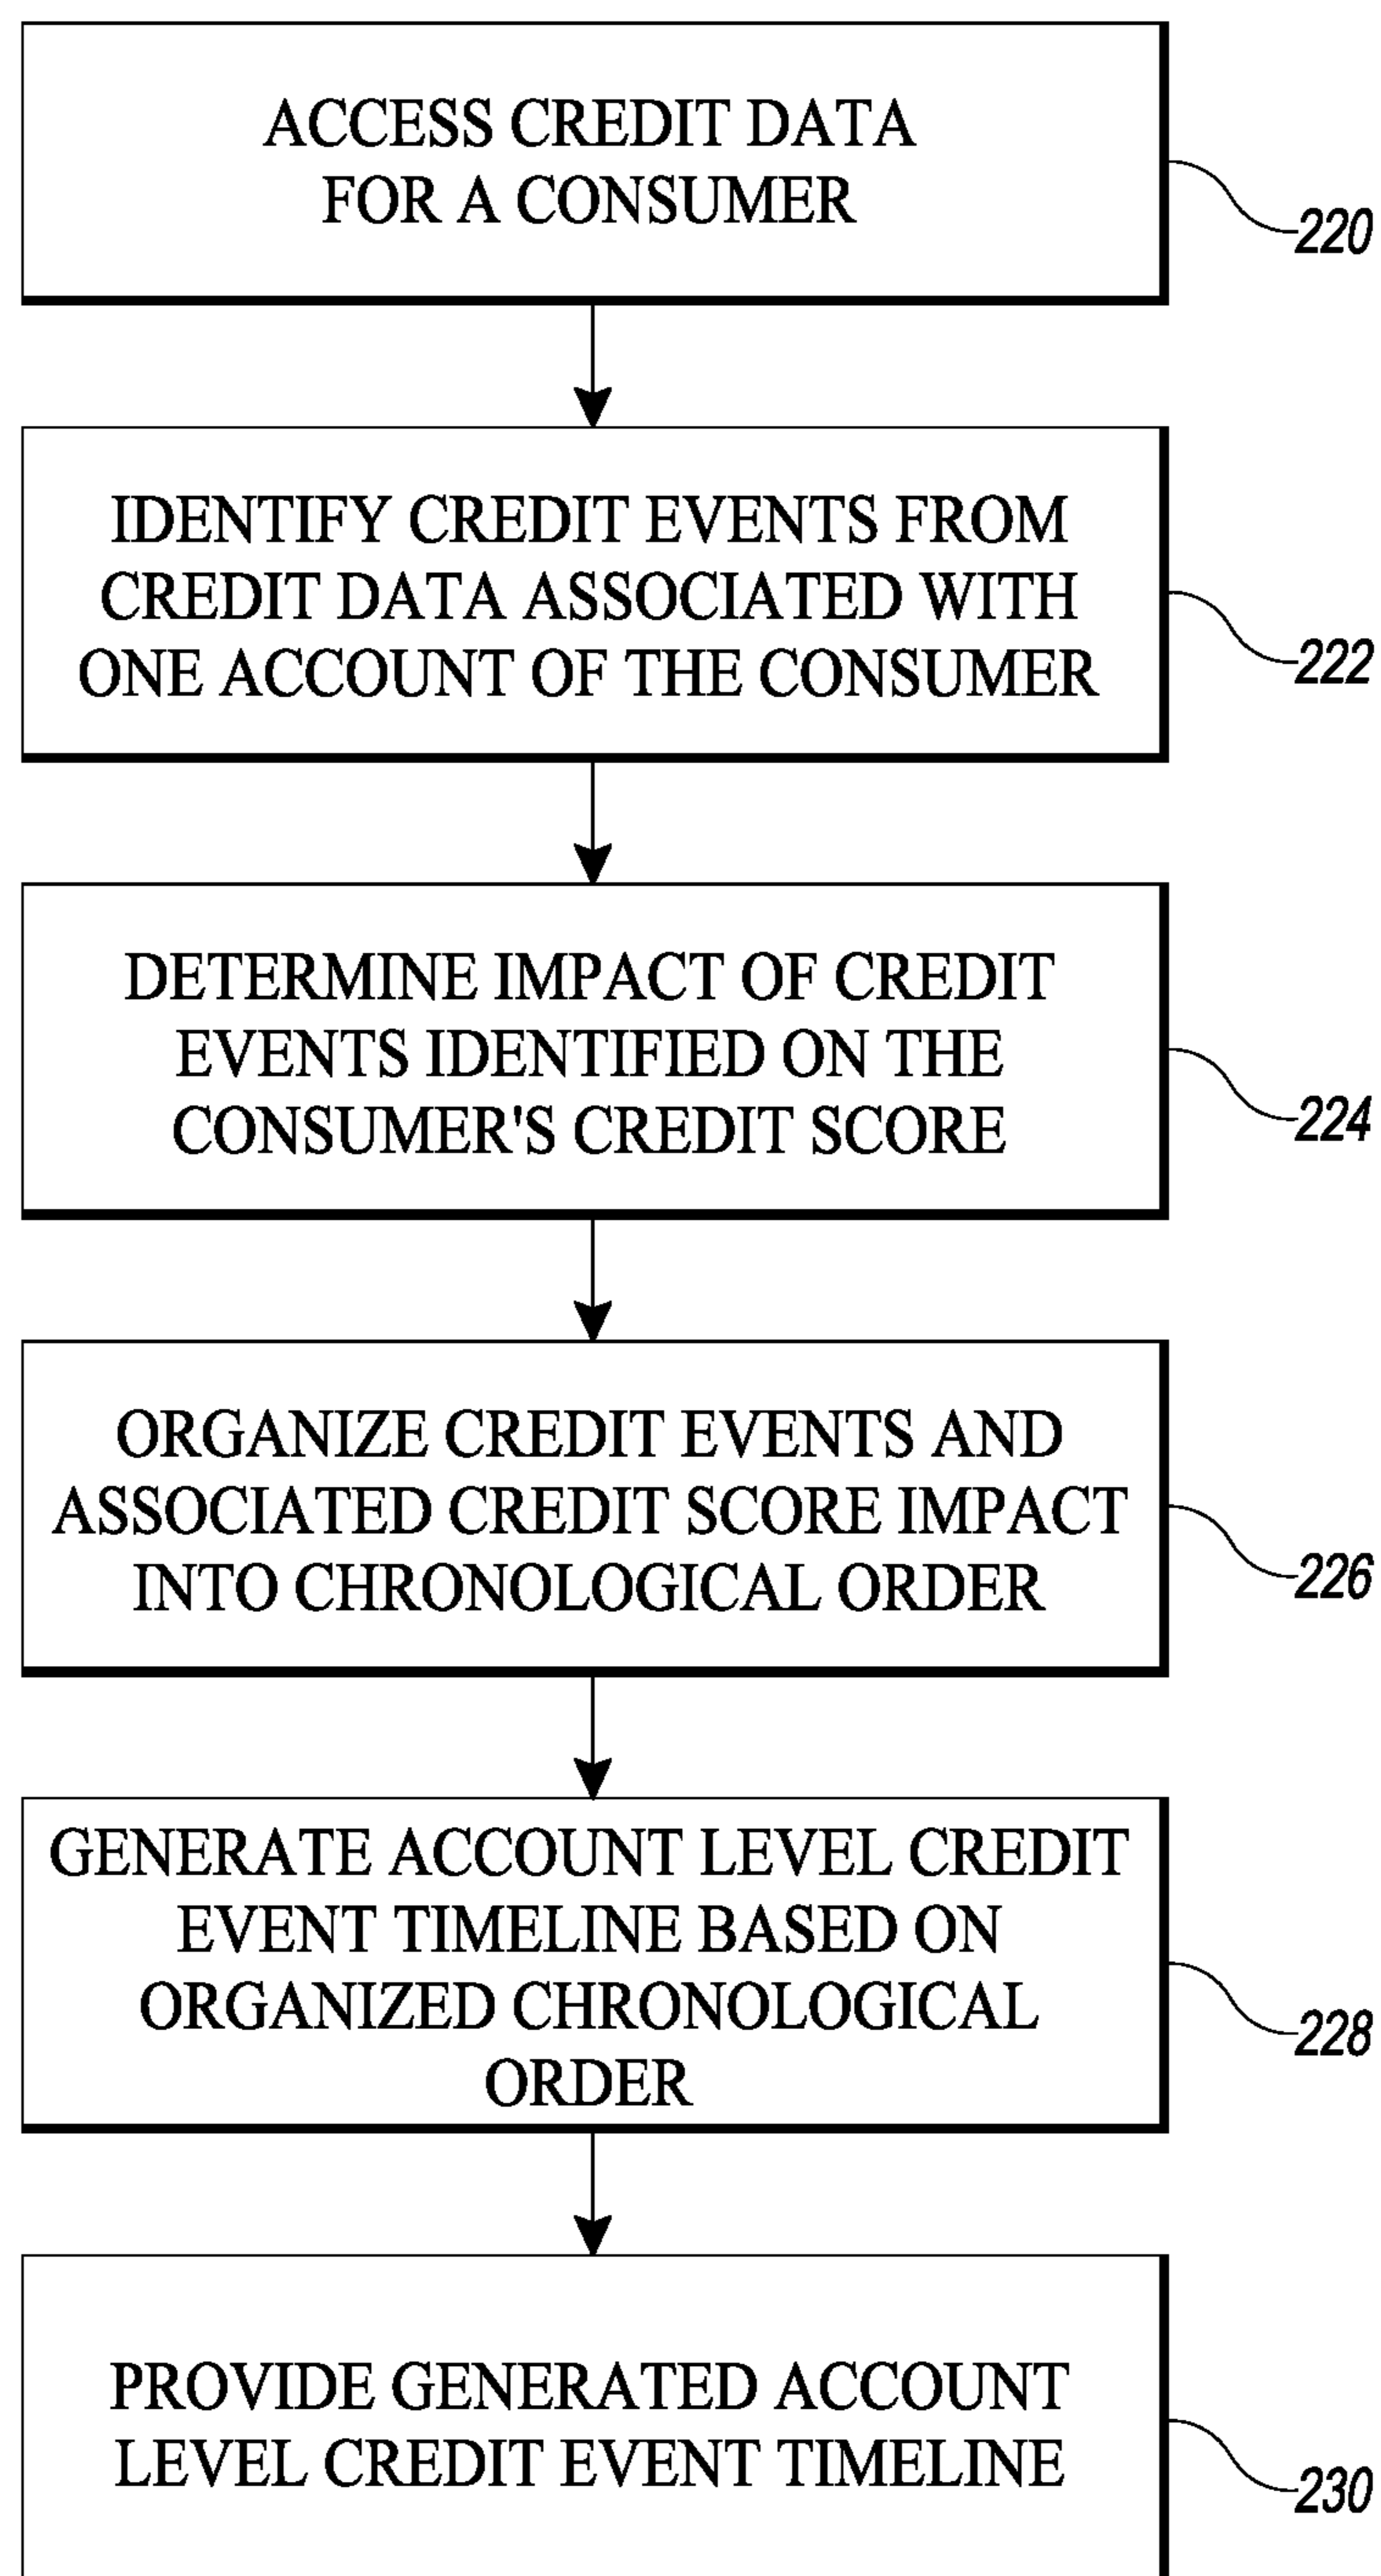 ACCESS CREDIT DATA
FOR A CONSUMER
220
IDENTIFY CREDIT EVENTS FROM
CREDIT DATA ASSOCIATED WITH
ONE ACCOUNT OF THE CONSUMER
222
DETERMINE IMPACT OF CREDIT
EVENTS IDENTIFIED ON THE
CONSUMER'S CREDIT SCORE
224
ORGANIZE CREDIT EVENTS AND
ASSOCIATED CREDIT SCORE IMPACT
INTO CHRONOLOGICAL ORDER
226
GENERATE ACCOUNT LEVEL CREDIT
EVENT TIMELINE BASED ON
ORGANIZED CHRONOLOGICAL
ORDER
228
PROVIDE GENERATED ACCOUNT
LEVEL CREDIT EVENT TIMELINE
230